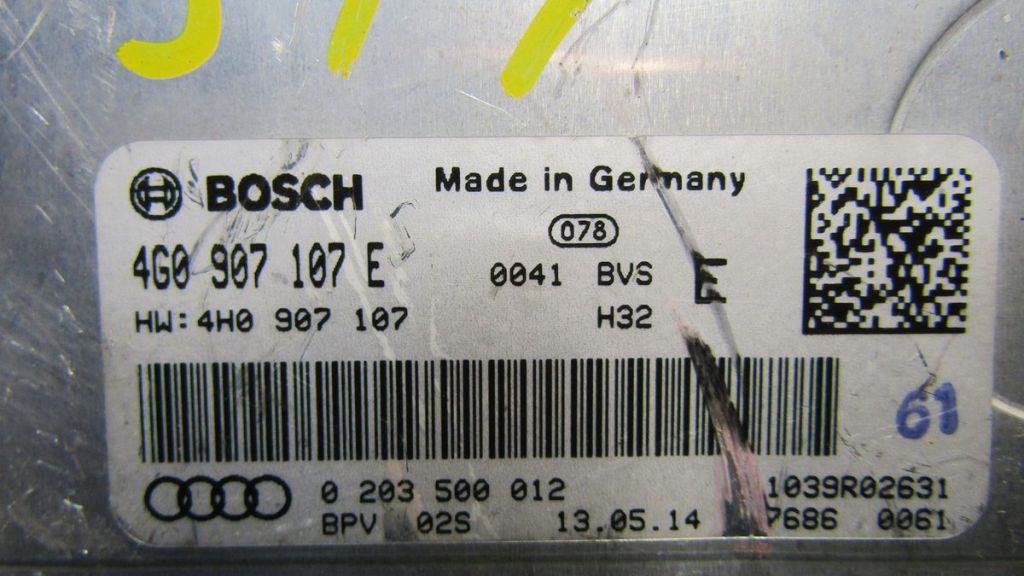 BOSCH
Made in Germany
078
4G0 907 107 E
0041 BVS
E
HW: 4H0 907 107
H32
61
0 203 500 012
1039R02631
BPV 02S
13.05.14
7686 0061